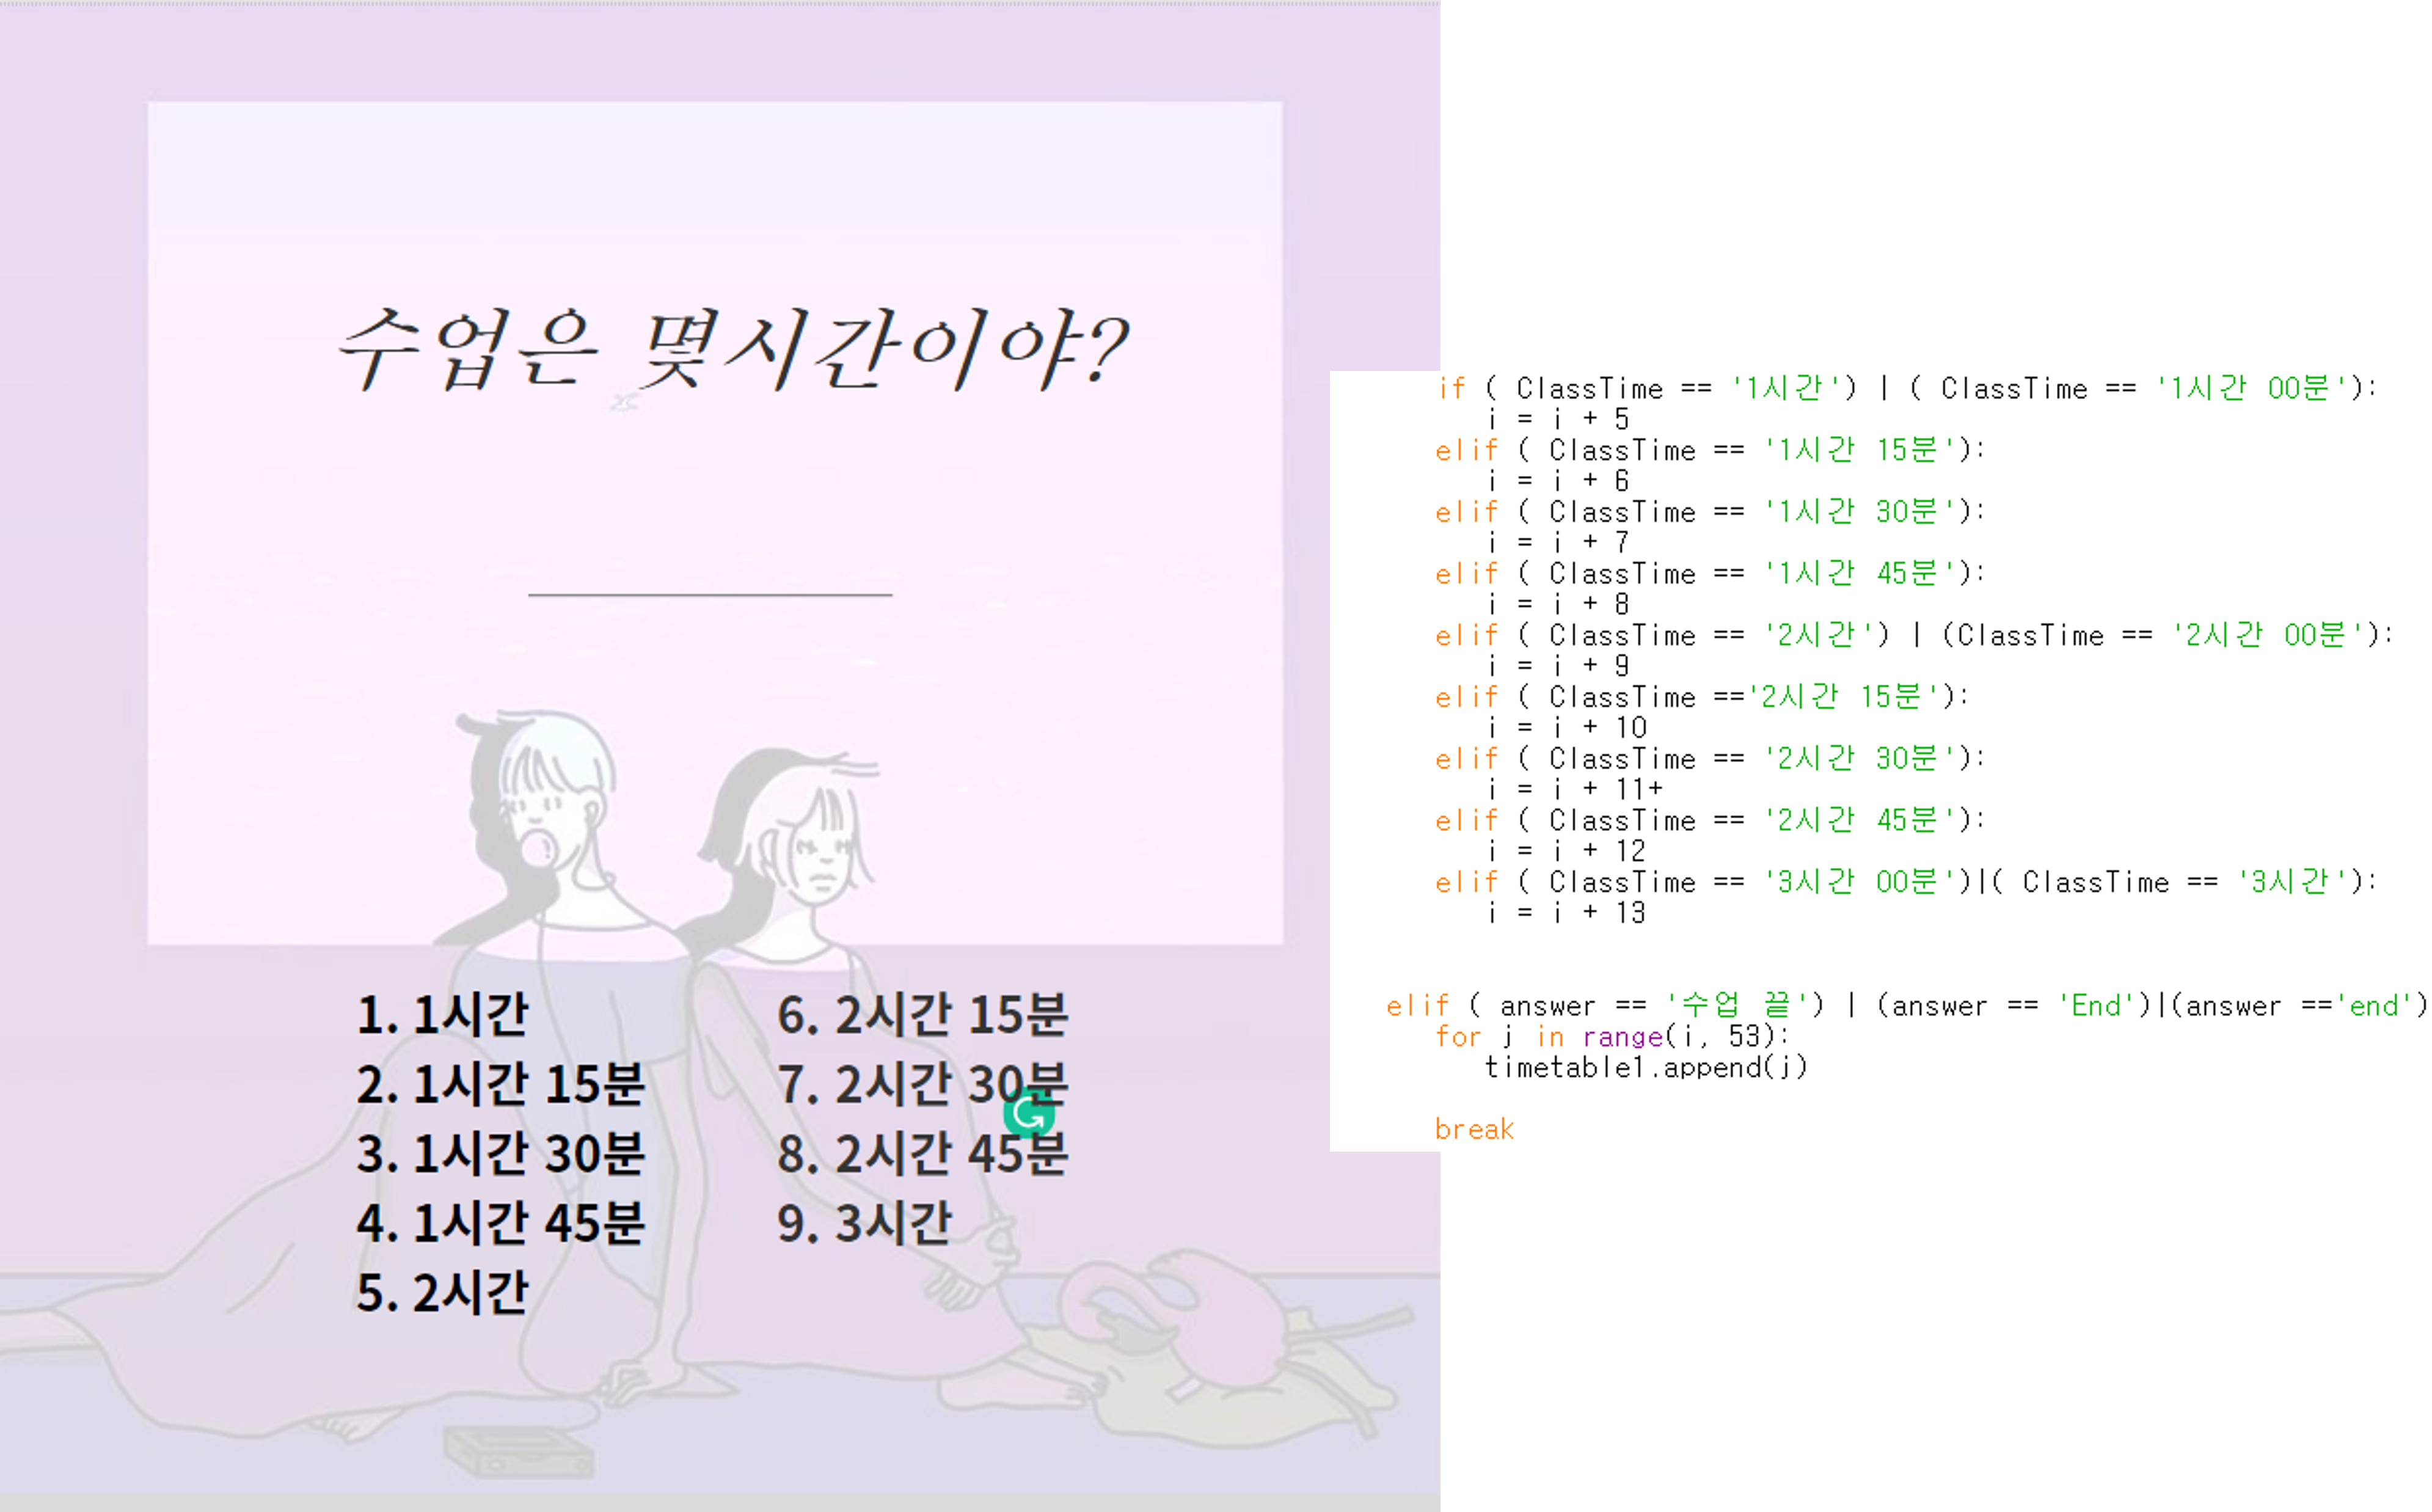 수업은 몇시간이야?
1. 1시간
2. 1시간 15분
3. 1시간 30분
4. 1시간 45분
5. 2시간
6. 2시간 15분
7. 2시간 30분
8. 2시간 45분
9. 3시간
if ( ClassTime == '1시간') | ( ClassTime == '1시간 00분'):
i = i + 5
elif ( ClassTime == '1시간 15분'):
i = i + 6
elif ( ClassTime == '1시간 30분'):
i = i + 7
elif ( ClassTime == '1시간 45분'):
i = i + 8
elif ( ClassTime == '2시간') | (ClassTime == '2시간 00분'):
i = i + 9
elif ( ClassTime =='2시간 15분'):
i = i + 10
elif ( ClassTime == '2시간 30분'):
i = i + 11+
elif ( ClassTime == '2시간 45분'):
i = i + 12
elif ( ClassTime == '3시간 00분')|( ClassTime == '3시간'):
i = i + 13
elif ( answer == '수업 끝') | (answer == 'End')|(answer =='end')
for j in range(i, 53):
timetable1.append(j)
break